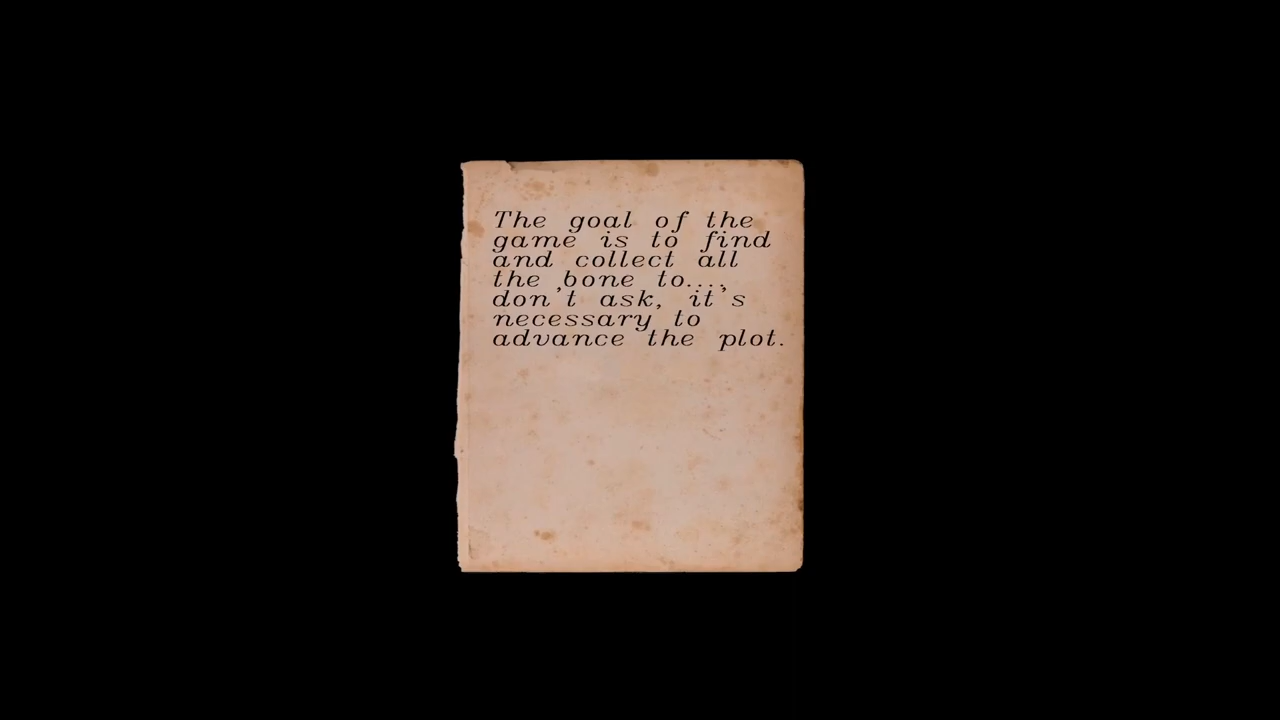 The goal of the
game is to find
and collect all
the bone to....,
don't ask, it's
necessary to
advance the plot.